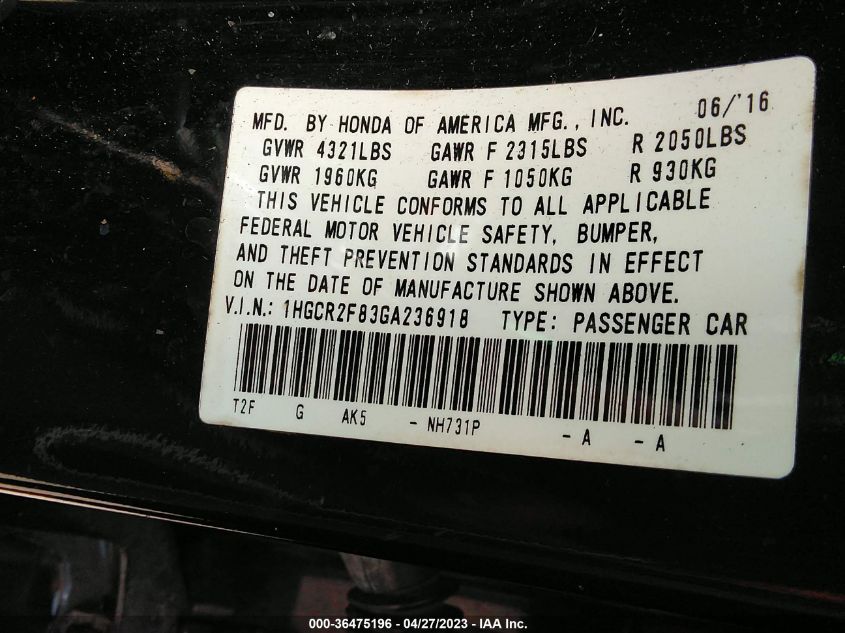 06/'16
MFD. BY HONDA OF AMERICA MFG., INC.
GVWR 4321LBS GAWR F 2315LBS R 2050LBS
GVWR 1960KG GAWR F 1050KG R 930KG
THIS VEHICLE CONFORMS TO ALL APPLICABLE
FEDERAL MOTOR VEHICLE SAFETY, BUMPER,
AND THEFT PREVENTION STANDARDS IN EFFECT
ON THE DATE OF MANUFACTURE SHOWN ABOVE.
V.I.N.: 1HGCR2F83GA236918 TYPE: PASSENGER CAR
T2F G AK5 - NH731P - A - A
000-36475196 - 04/27/2023 - IAA Inc.